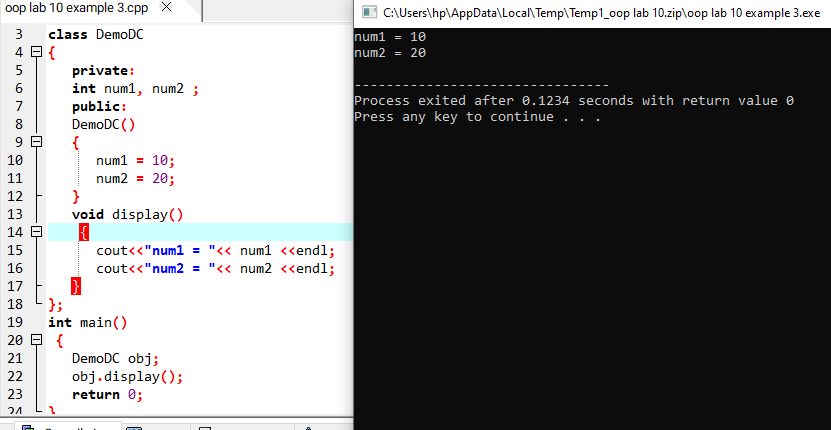 oop lab 10 example 3.cpp
3 class DemoDC
4 {
5 private:
6 int num1, num2 ;
7 public:
8 DemoDC()
9 {
10 num1 = 10;
11 num2 = 20;
12 }
13 void display()
14 {
15 cout<<"num1 = "<< num1 <<endl;
16 cout<<"num2 = "<< num2 <<endl;
17 }
18 };
19 int main()
20 {
21 DemoDC obj;
22 obj.display();
23 return 0;
24 }
C:\Users\hp\AppData\Local\Temp\Temp1_oop lab 10.zip\oop lab 10 example 3.exe
num1 = 10
num2 = 20
--------------------------------
Process exited after 0.1234 seconds with return value 0
Press any key to continue . . .